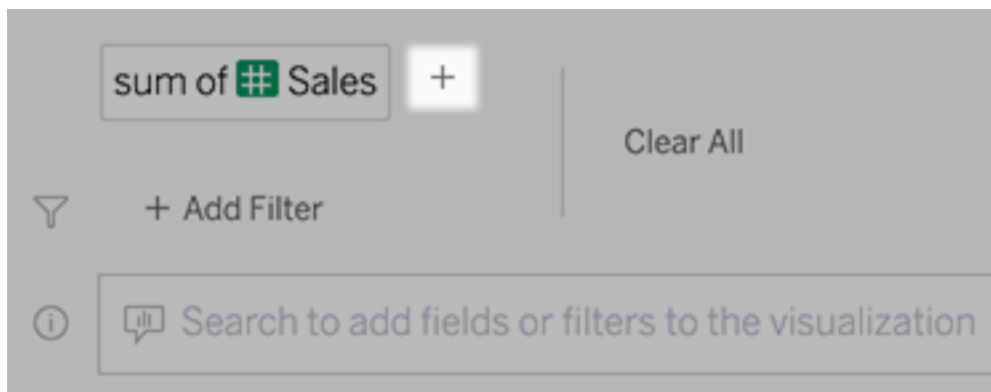 sum of # Sales +
Clear All
+ Add Filter
Search to add fields or filters to the visualization